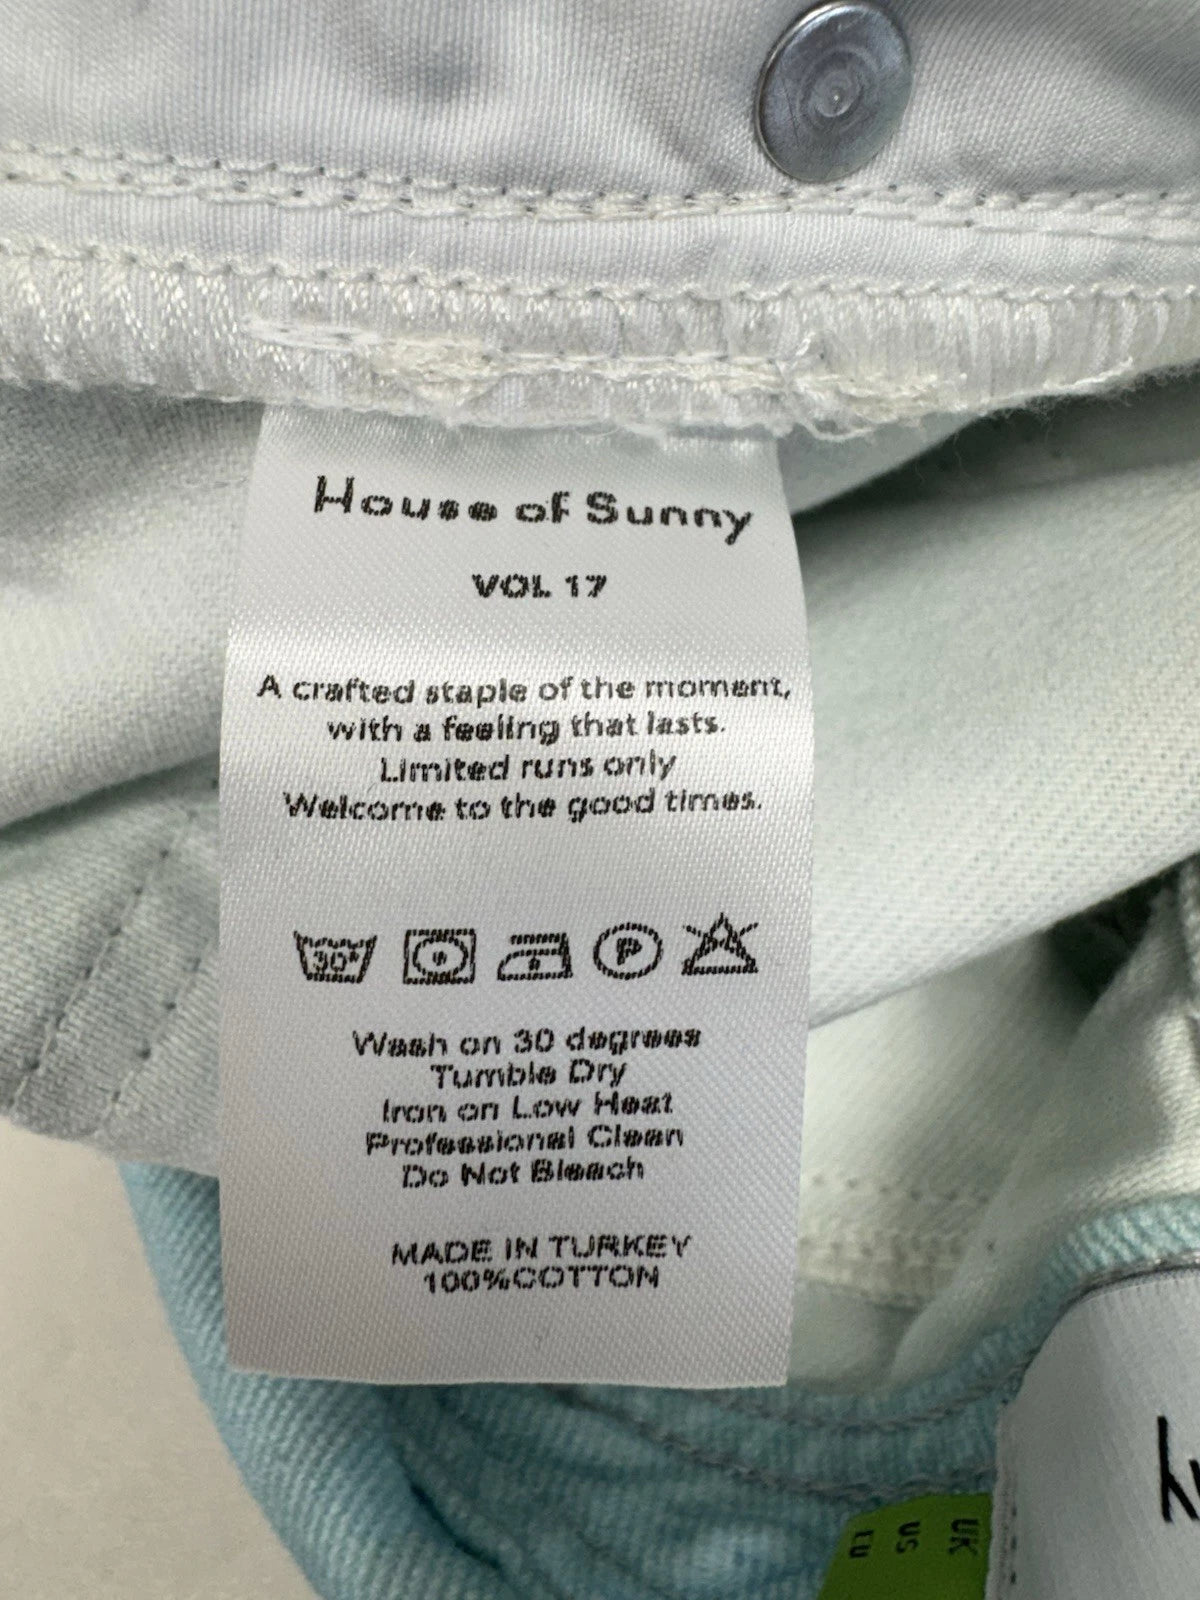 House of Sunny
VOL 17
A crafted staple of the moment,
with a feeling that lasts.
Limited runs only
Welcome to the good times.
30°
P
Wash on 30 degrees
Tumble Dry
Iron on Low Heat
Professional Clean
Do Not Bleach
MADE IN TURKEY
100%COTTON
UK
US
EU